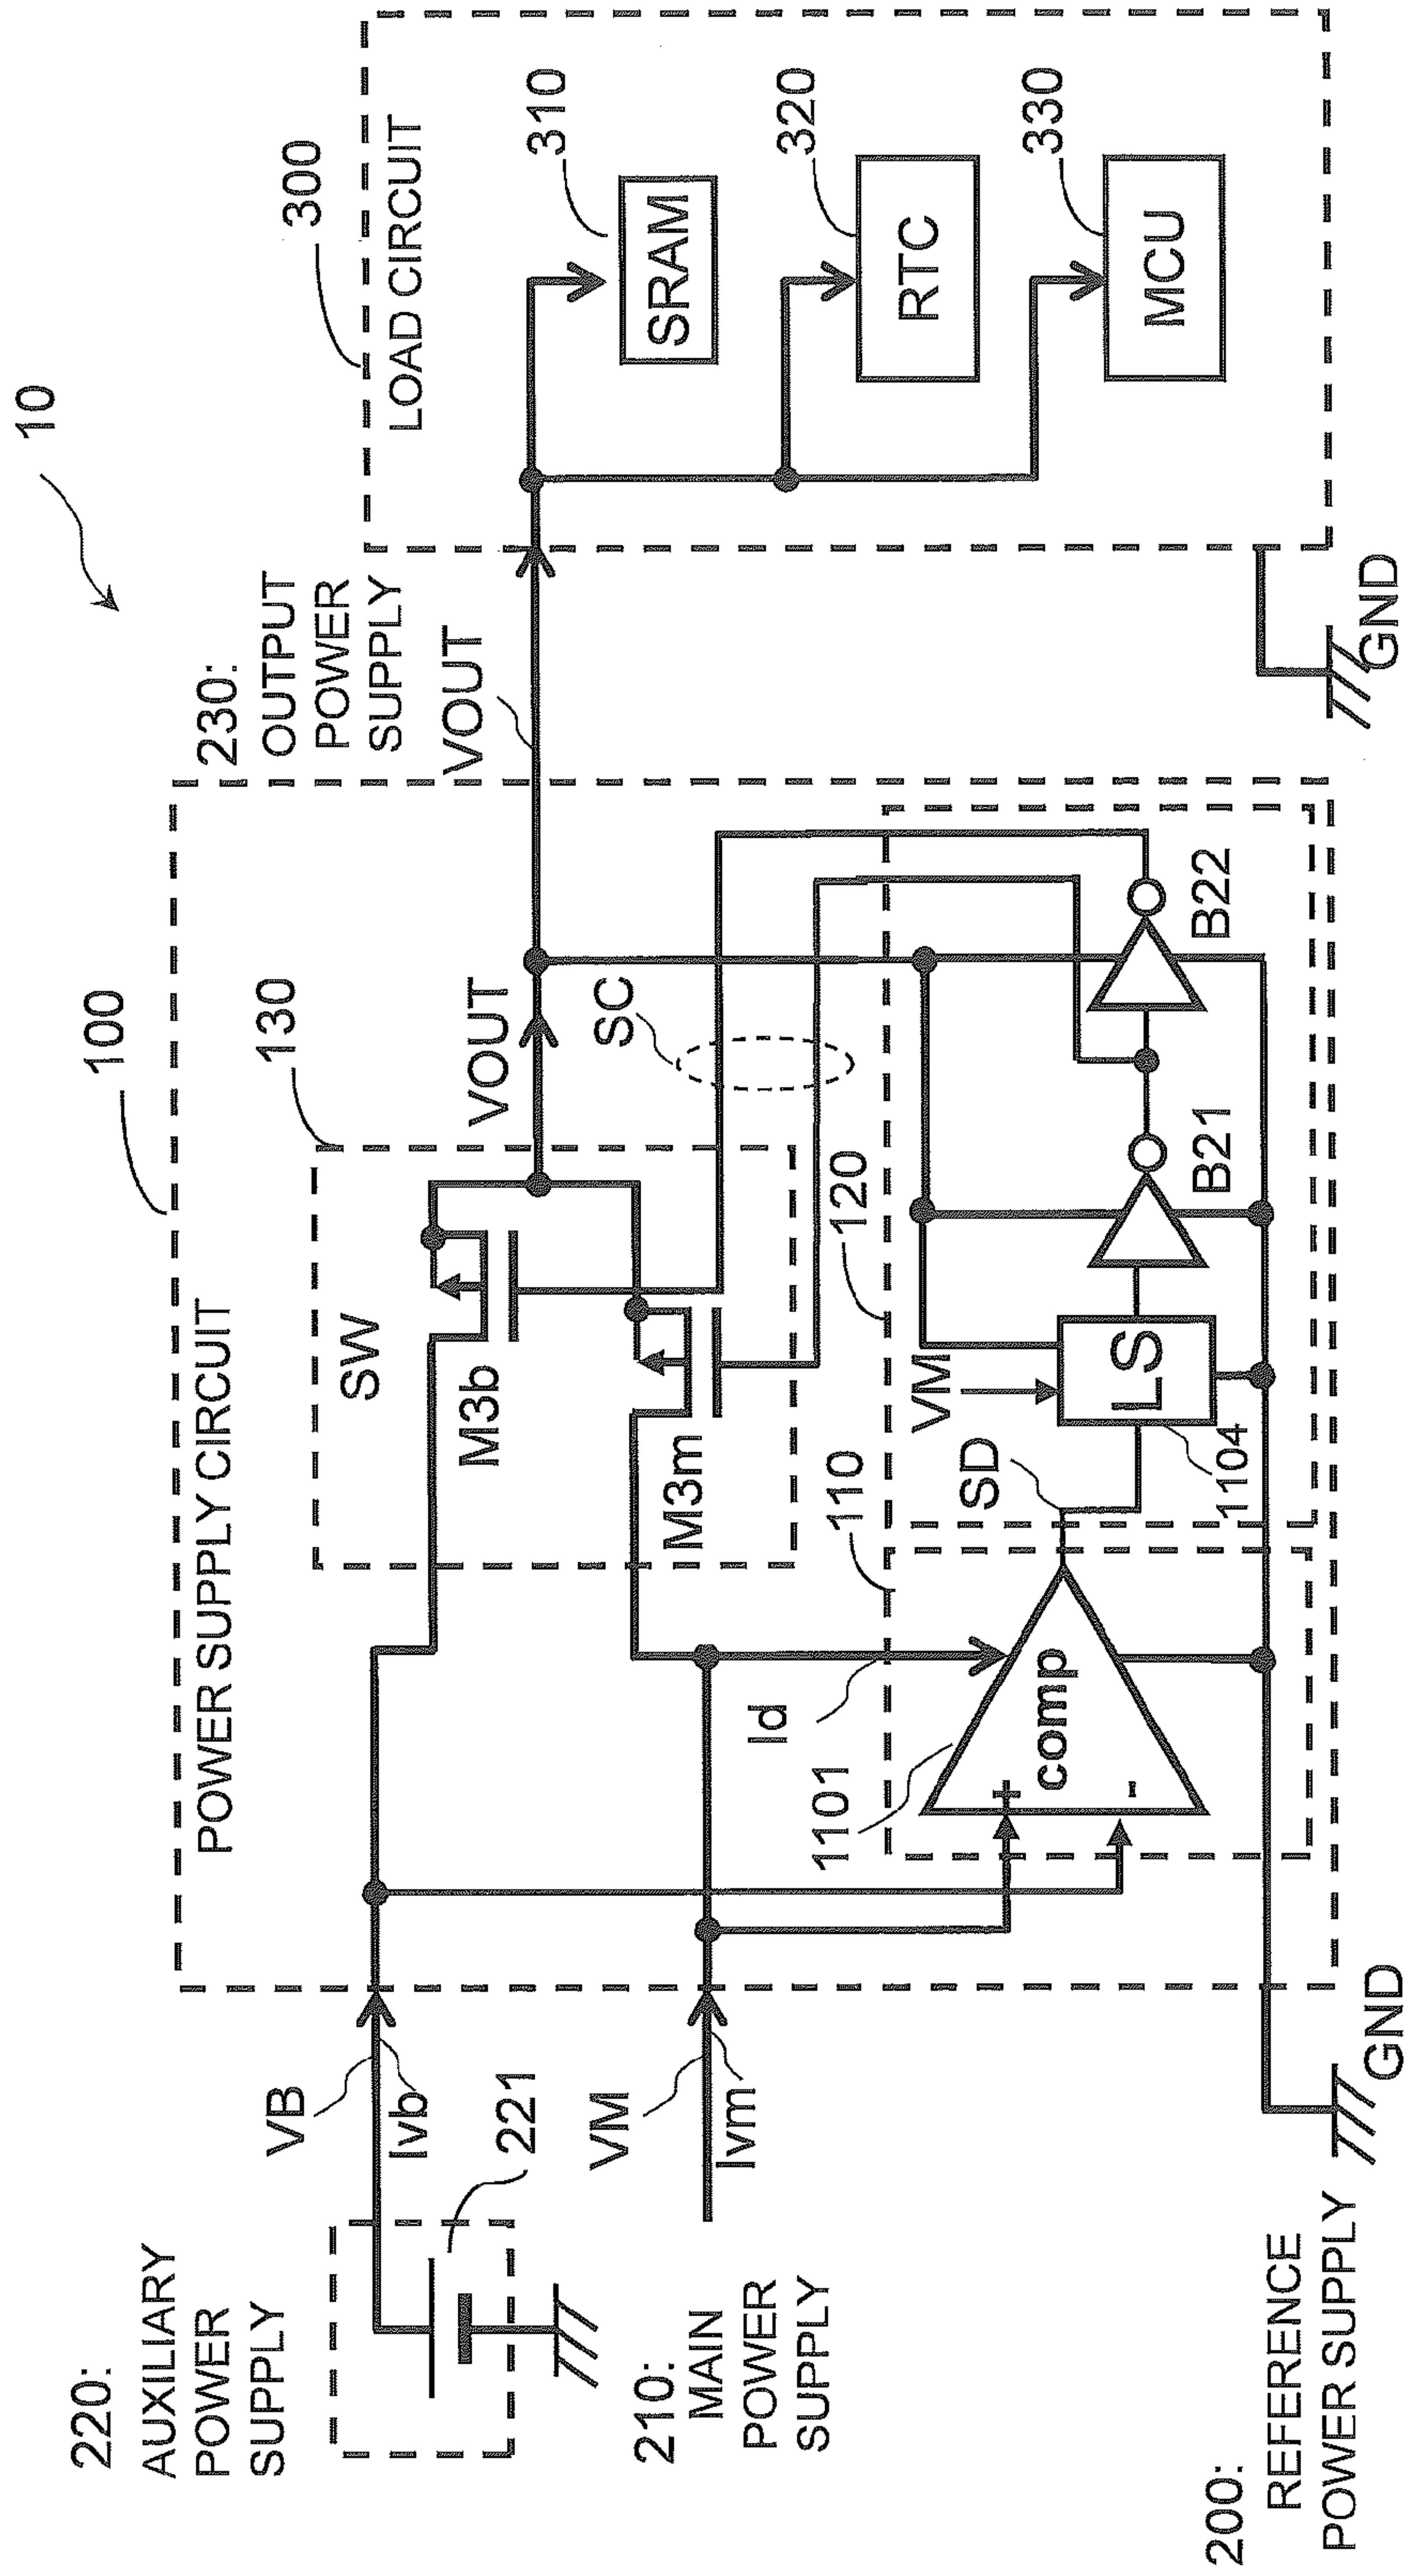 10
300
LOAD CIRCUIT
310
SRAM
320
RTC
330
MCU
230:
OUTPUT
POWER
SUPPLY
VOUT
GND
100
POWER SUPPLY CIRCUIT
130
SW
M3b
M3m
VOUT
SC
120
VM
LS
1104
B21
B22
SD
110
Id
1101
comp
+
-
220:
AUXILIARY
POWER
SUPPLY
221
VB
Ivb
210:
MAIN
POWER
SUPPLY
VM
Ivm
200:
REFERENCE
POWER SUPPLY
GND